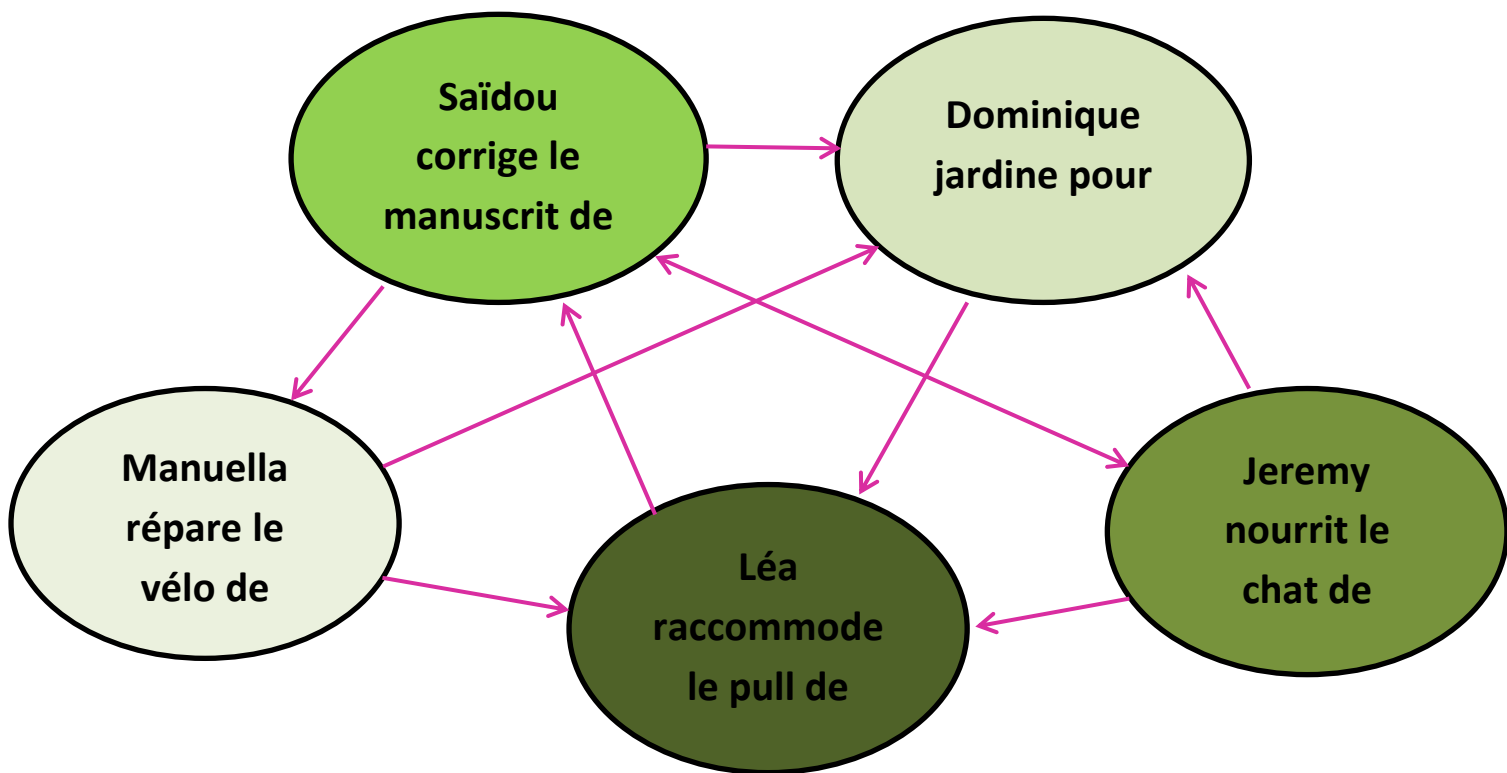 Saïdou
corrige le
manuscrit de
Dominique
jardine pour
Manuella
répare le
vélo de
Léa
raccommode
le pull de
Jeremy
nourrit le
chat de